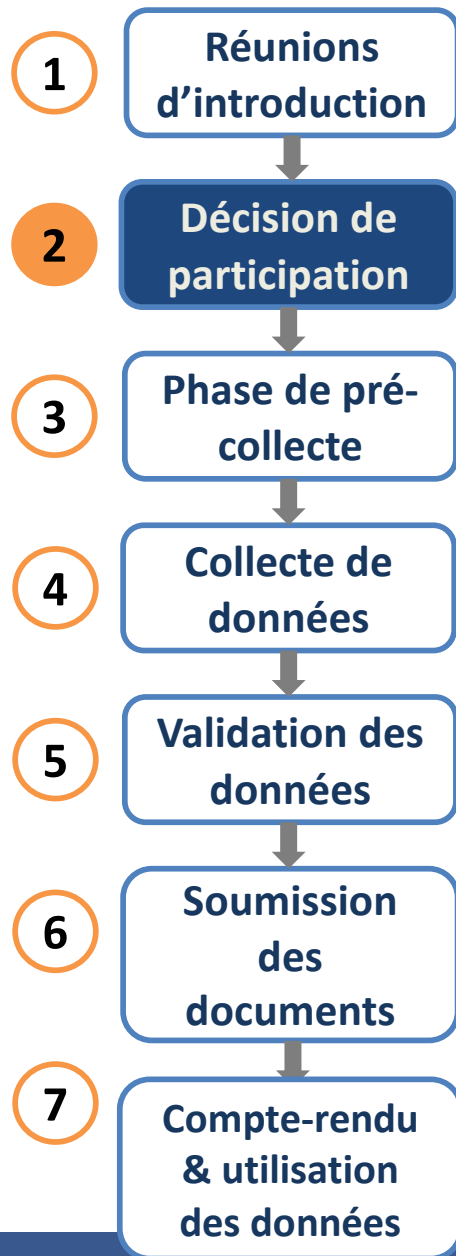 1
Réunions
d’introduction
2
Décision de
participation
3
Phase de pré-
collecte
4
Collecte de
données
5
Validation des
données
6
Soumission
des
documents
7
Compte-rendu
& utilisation
des données